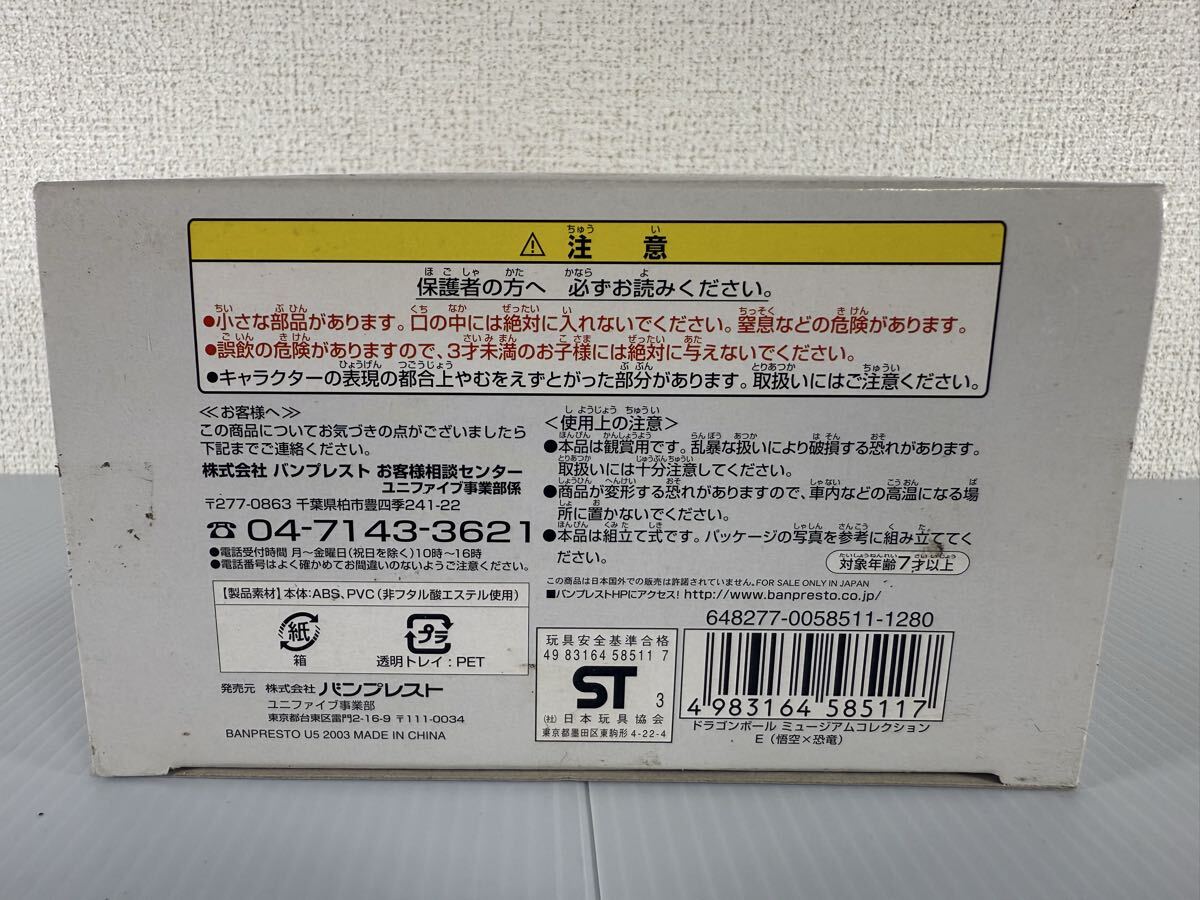 ⚠ 注意
保護者の方へ 必ずお読みください。
●小さな部品があります。口の中には絶対に入れないでください。窒息などの危険があります。
●誤飲の危険がありますので、3才未満のお子様には絶対に与えないでください。
●キャラクターの表現の都合上やむをえずとがった部分があります。取扱いにはご注意ください。
≪お客様へ≫
この商品についてお気づきの点がございましたら
下記までご連絡ください。
株式会社 バンプレスト お客様相談センター
ユニファイブ事業部係
〒277-0863 千葉県柏市豊四季241-22
☎ 04-7143-3621
●電話受付時間 月〜金曜日(祝日を除く)10時〜16時
●電話番号はよく確かめてお間違いのないようご注意ください。
【製品素材】本体:ABS、PVC(非フタル酸エステル使用)
紙
箱
プラ
透明トレイ:PET
発売元 株式会社 バンプレスト
ユニファイブ事業部
東京都台東区雷門2-16-9 〒111-0034
BANPRESTO U5 2003 MADE IN CHINA
<使用上の注意>
●本品は観賞用です。乱暴な扱いにより破損する恐れがあります。
取扱いには十分注意してください。
●商品が変形する恐れがありますので、車内などの高温になる場
所に置かないでください。
●本品は組立て式です。パッケージの写真を参考に組み立ててく
ださい。
対象年齢7才以上
この商品は日本国外での販売は許諾されていません。FOR SALE ONLY IN JAPAN
■バンプレストHPにアクセス! http://www.banpresto.co.jp/
玩具安全基準合格
49 83164 58511 7
ST 3
(社)日本玩具協会
東京都墨田区東駒形4-22-4
648277-0058511-1280
4 983164 585117
ドラゴンボール ミュージアムコレクション
E(悟空×恐竜)